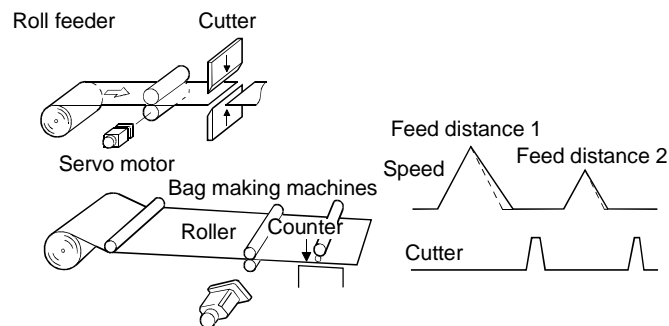 Roll feeder
Cutter
Servo motor
Bag making machines
Roller
Counter
Feed distance 1
Feed distance 2
Speed
Cutter